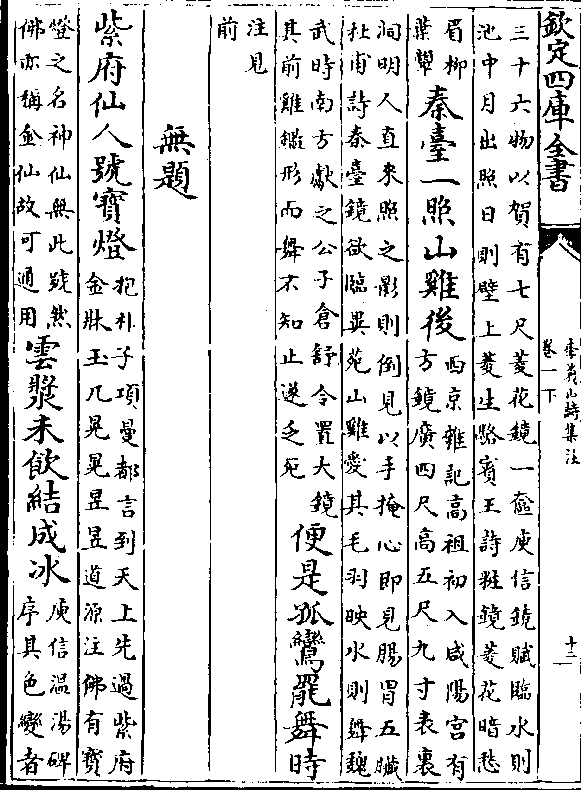 欽定四庫全書
李義山詩集注
卷一下
十二
三十六物以賀有七尺菱花鏡一奩庾信鏡賦臨水則
池中月出照日則壁上菱生駱賓王詩粧鏡菱花暗愁
眉柳
葉顰
秦臺一照山雞後
西京雜記高祖初入咸陽宮有
方鏡廣四尺高五尺九寸表裏
洞明人直來照之影則倒見以手掩心即見腸胃五臟
杜甫詩秦臺鏡欲臨異苑山雞愛其毛羽映水則舞魏
武時南方獻之公子倉舒令置大鏡
其前雞鑑形而舞不知止遂乏死
便是孤鸞罷舞時
注見
前
無題
紫府仙人號寶燈
抱朴子項曼都言到天上先過紫府
金牀玉几晃晃昱昱道源注佛有寶
燈之名神仙無此號然
佛亦稱金仙故可通用
雲漿未飲結成冰
庾信温湯碑
序其色變者